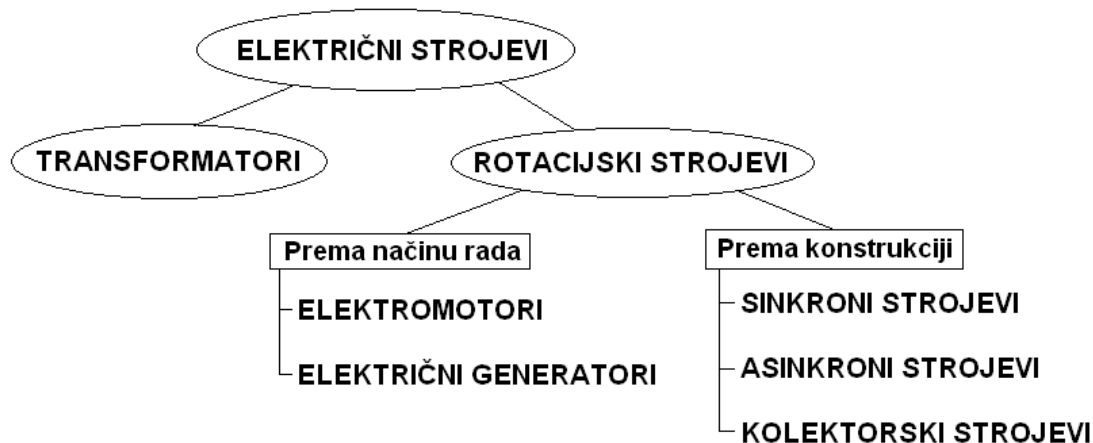 ELEKTRIČNI STROJEVI
TRANSFORMATORI
ROTACIJSKI STROJEVI
Prema načinu rada
ELEKTROMOTORI
ELEKTRIČNI GENERATORI
Prema konstrukciji
SINKRONI STROJEVI
ASINKRONI STROJEVI
KOLEKTORSKI STROJEVI